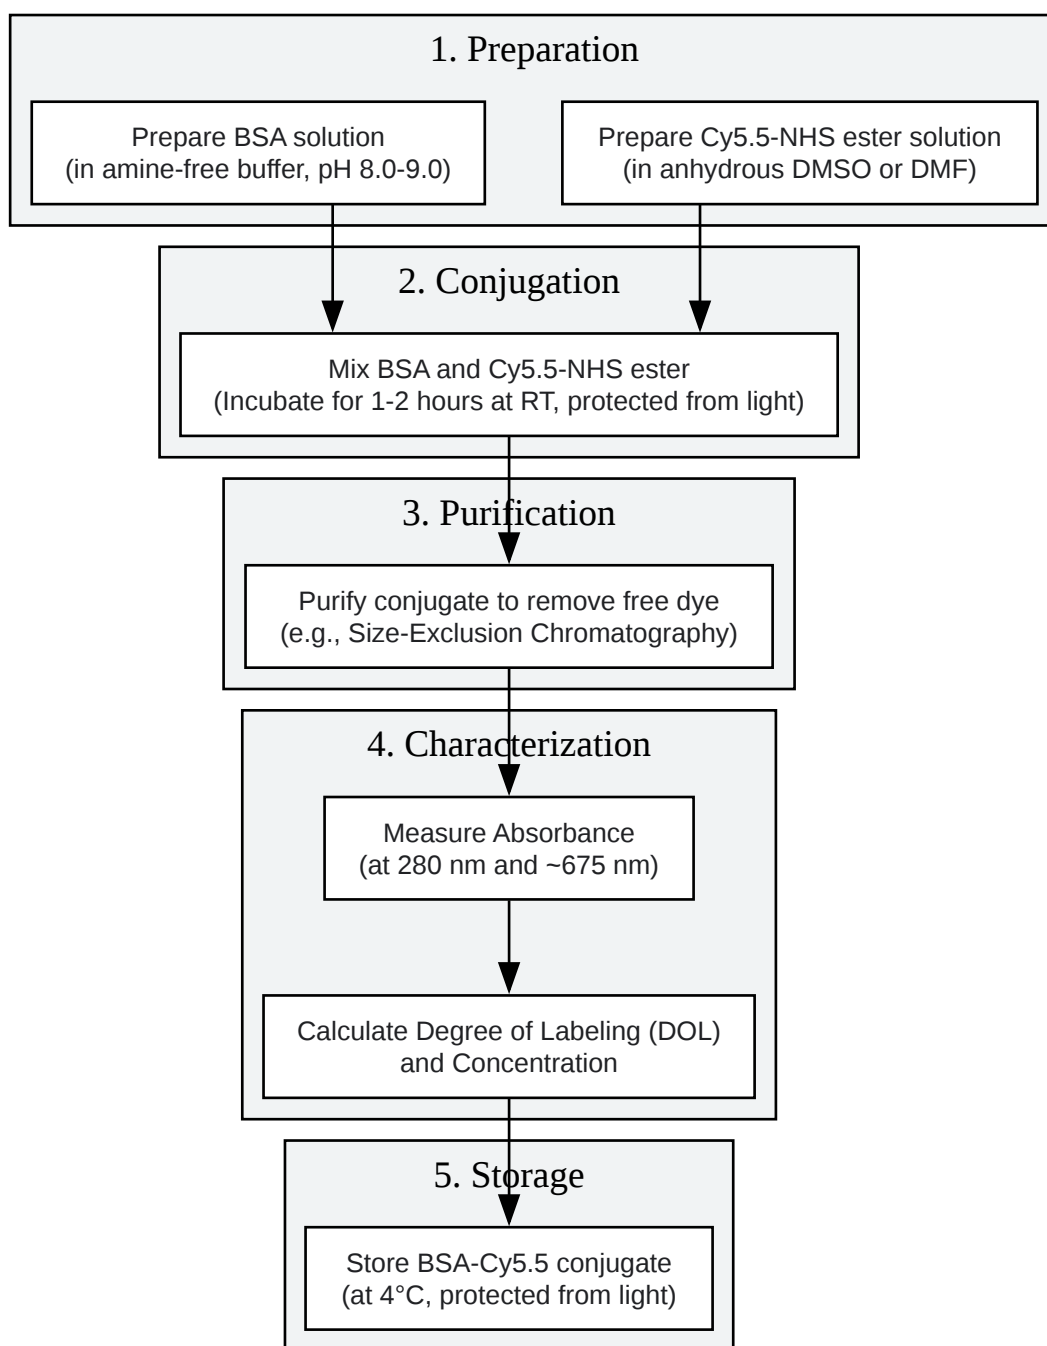 1. Preparation
Prepare BSA solution
(in amine-free buffer, pH 8.0-9.0)
Prepare Cy5.5-NHS ester solution
(in anhydrous DMSO or DMF)
2. Conjugation
Mix BSA and Cy5.5-NHS ester
(Incubate for 1-2 hours at RT, protected from light)
3. Purification
Purify conjugate to remove free dye
(e.g., Size-Exclusion Chromatography)
4. Characterization
Measure Absorbance
(at 280 nm and ~675 nm)
Calculate Degree of Labeling (DOL)
and Concentration
5. Storage
Store BSA-Cy5.5 conjugate
(at 4°C, protected from light)